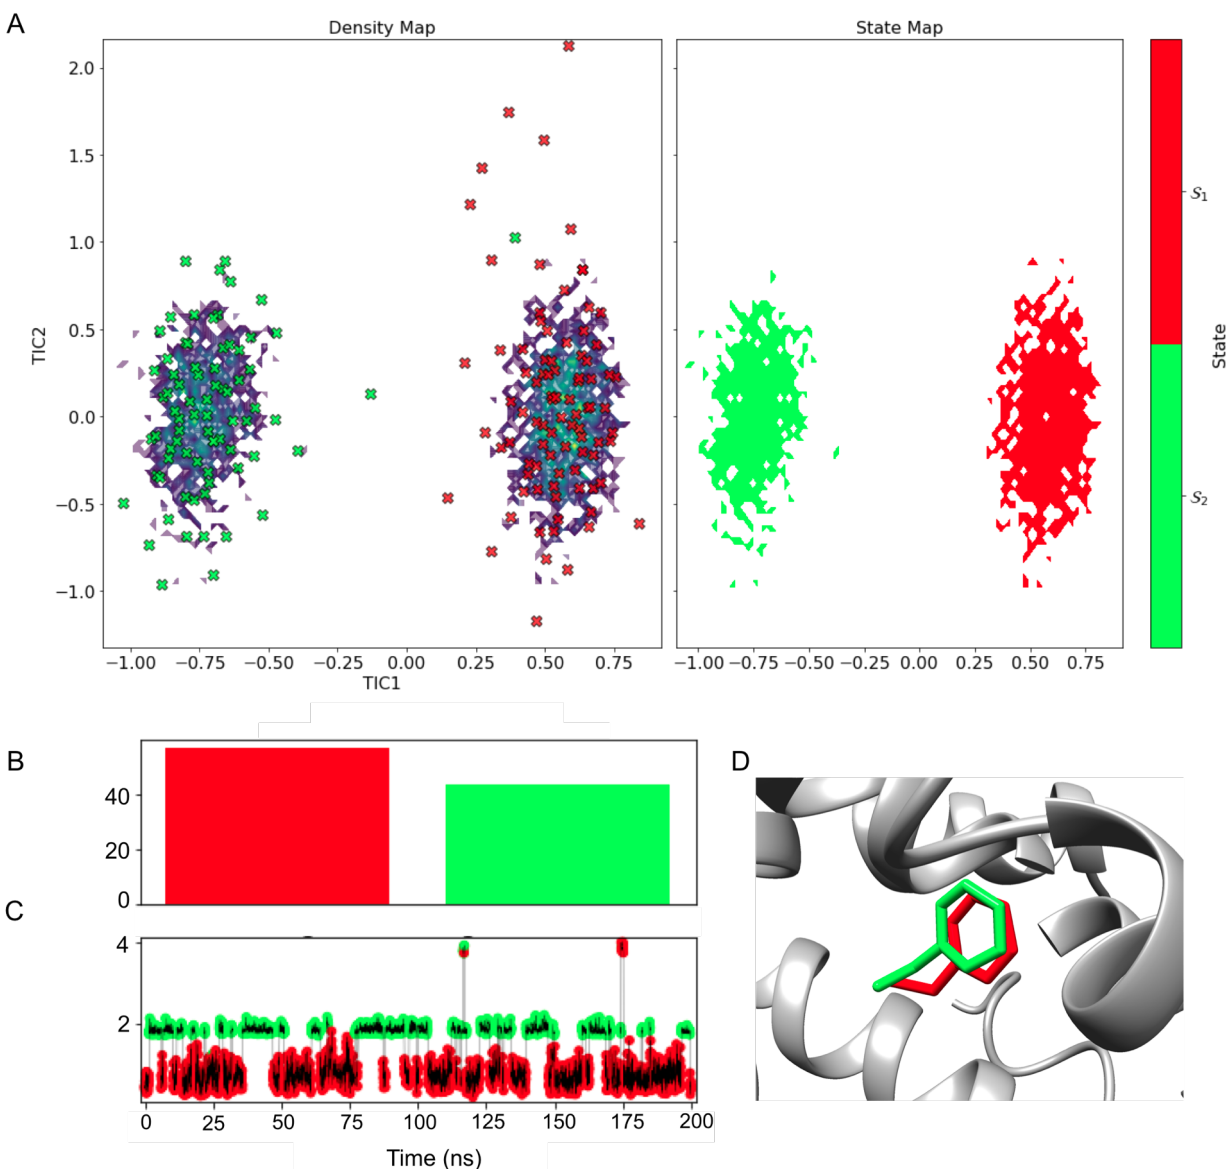 A
Density Map
State Map
2.0
1.5
1.0
0.5
0.0
−0.5
−1.0
TIC2
−1.00 −0.75 −0.50 −0.25 0.00 0.25 0.50 0.75
TIC1
−1.00 −0.75 −0.50 −0.25 0.00 0.25 0.50 0.75
S₁
S₂
State
B
40
20
0
C
4
2
0 25 50 75 100 125 150 175 200
Time (ns)
D